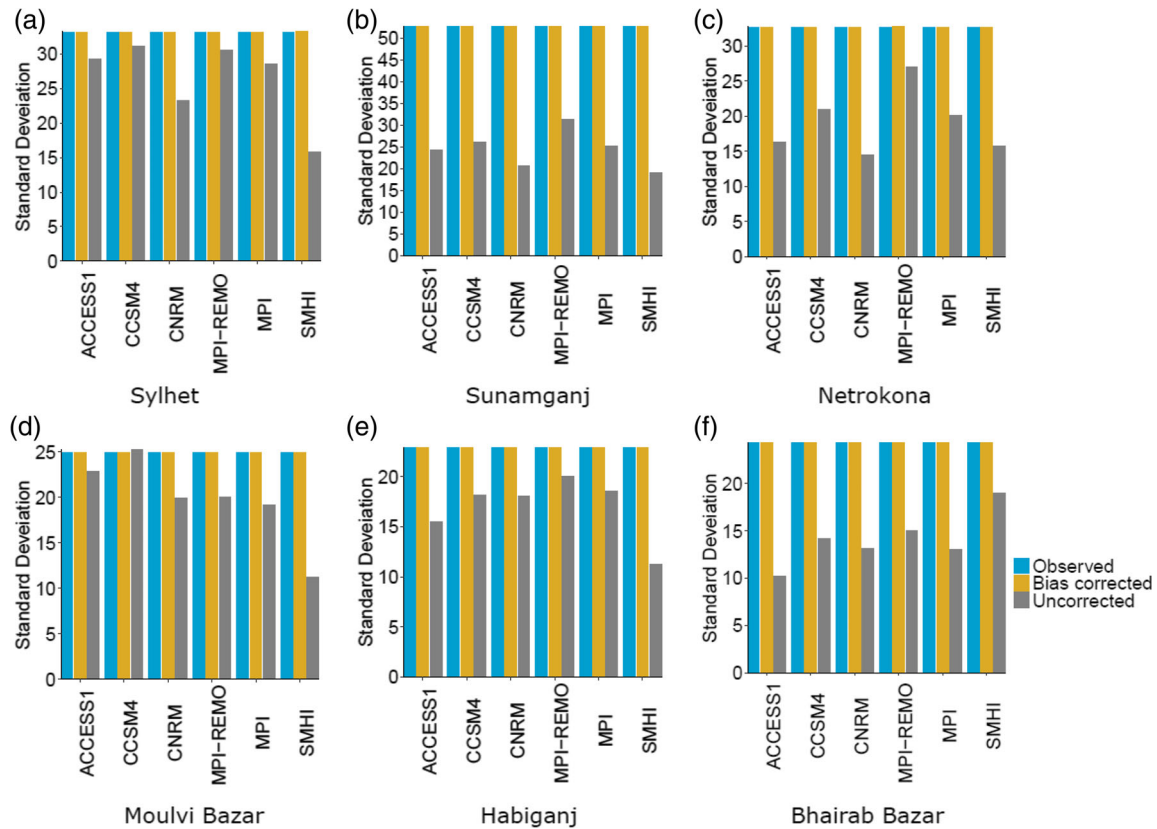 (a)
Standard Deveiation
30
25
20
15
10
5
0
ACCESS1
CCSM4
CNRM
MPI−REMO
MPI
SMHI
Sylhet
(b)
Standard Deveiation
50
45
40
35
30
25
20
15
10
5
0
ACCESS1
CCSM4
CNRM
MPI−REMO
MPI
SMHI
Sunamganj
(c)
Standard Deveiation
30
25
20
15
10
5
0
ACCESS1
CCSM4
CNRM
MPI−REMO
MPI
SMHI
Netrokona
(d)
Standard Deveiation
25
20
15
10
5
0
ACCESS1
CCSM4
CNRM
MPI−REMO
MPI
SMHI
Moulvi Bazar
(e)
Standard Deveiation
20
15
10
5
0
ACCESS1
CCSM4
CNRM
MPI−REMO
MPI
SMHI
Habiganj
(f)
Standard Deveiation
20
15
10
5
0
ACCESS1
CCSM4
CNRM
MPI−REMO
MPI
SMHI
Bhairab Bazar
Observed
Bias corrected
Uncorrected